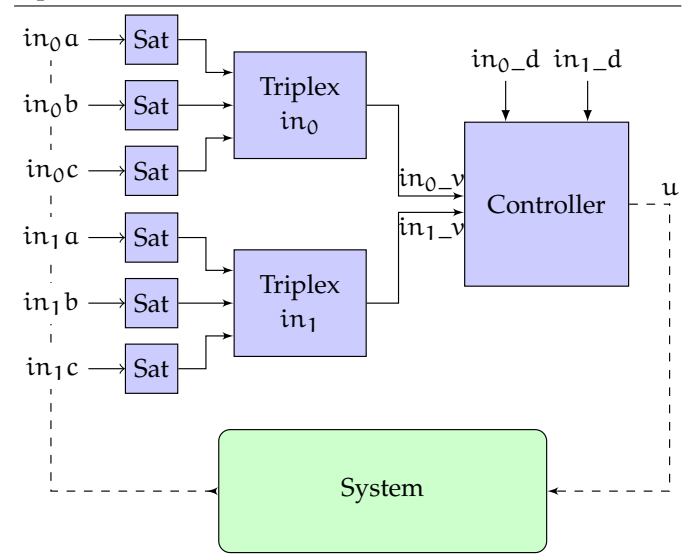 in₀a
Sat
in₀b
Sat
in₀c
Sat
Triplex
in₀
in₀_d in₁_d
in₀_v
in₁_v
Controller
u
in₁a
Sat
in₁b
Sat
in₁c
Sat
Triplex
in₁
System